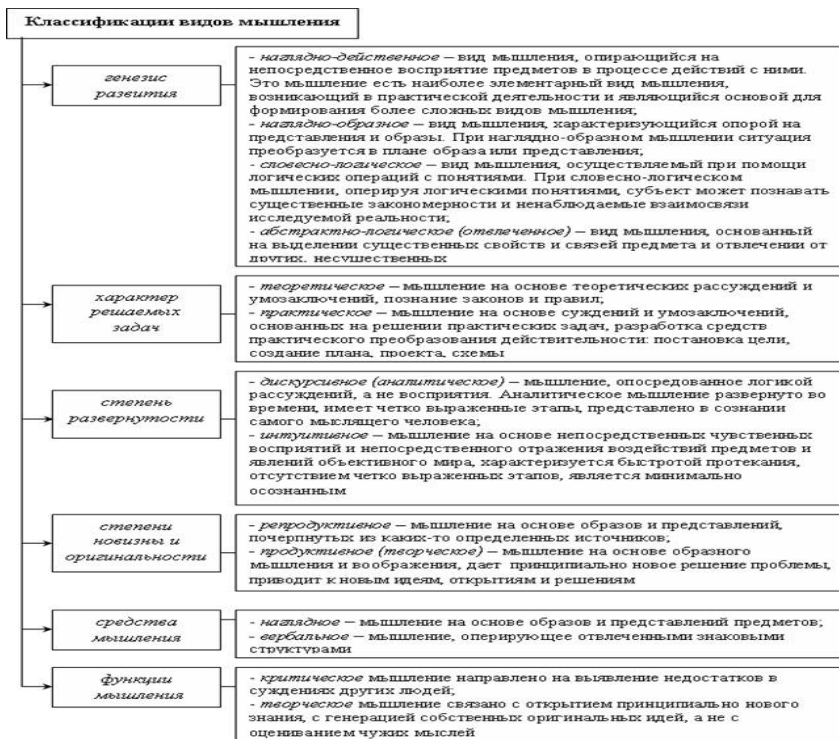 Классификации видов мышления
генезис
развития
- наглядно-действенное – вид мышления, опирающийся на
непосредственное восприятие предметов в процессе действий с ними.
Это мышление есть наиболее элементарный вид мышления,
возникающий в практической деятельности и являющийся основой для
формирования более сложных видов мышления;
- наглядно-образное – вид мышления, характеризующийся опорой на
представления и образы. При наглядно-образном мышлении ситуация
преобразуется в плане образа или представления;
- словесно-логическое – вид мышления, осуществляемый при помощи
логических операций с понятиями. При словесно-логическом
мышлении, оперируя логическими понятиями, субъект может познавать
существенные закономерности и ненаблюдаемые взаимосвязи
исследуемой реальности;
- абстрактно-логическое (отвлеченное) – вид мышления, основанный
на выделении существенных свойств и связей предмета и отвлечении от
других, несущественных
характер
решаемых
задач
- теоретическое – мышление на основе теоретических рассуждений и
умозаключений, познание законов и правил;
- практическое – мышление на основе суждений и умозаключений,
основанных на решении практических задач, разработка средств
практического преобразования действительности: постановка цели,
создание плана, проекта, схемы
степень
развернутости
- дискурсивное (аналитическое) – мышление, опосредованное логикой
рассуждений, а не восприятия. Аналитическое мышление развернуто во
времени, имеет четко выраженные этапы, представлено в сознании
самого мыслящего человека;
- интуитивное – мышление на основе непосредственных чувственных
восприятий и непосредственного отражения воздействий предметов и
явлений объективного мира, характеризуется быстротой протекания,
отсутствием четко выраженных этапов, является минимально
осознанным
степени
новизны и
оригинальности
- репродуктивное – мышление на основе образов и представлений,
почерпнутых из каких-то определенных источников;
- продуктивное (творческое) – мышление на основе образного
мышления и воображения, дает принципиально новое решение проблемы,
приводит к новым идеям, открытиям и решениям
средства
мышления
- наглядное – мышление на основе образов и представлений предметов;
- вербальное – мышление, оперирующее отвлеченными знаковыми
структурами
функции
мышления
- критическое мышление направлено на выявление недостатков в
суждениях других людей;
- творческое мышление связано с открытием принципиально нового
знания, с генерацией собственных оригинальных идей, а не с
оцениванием чужих мыслей